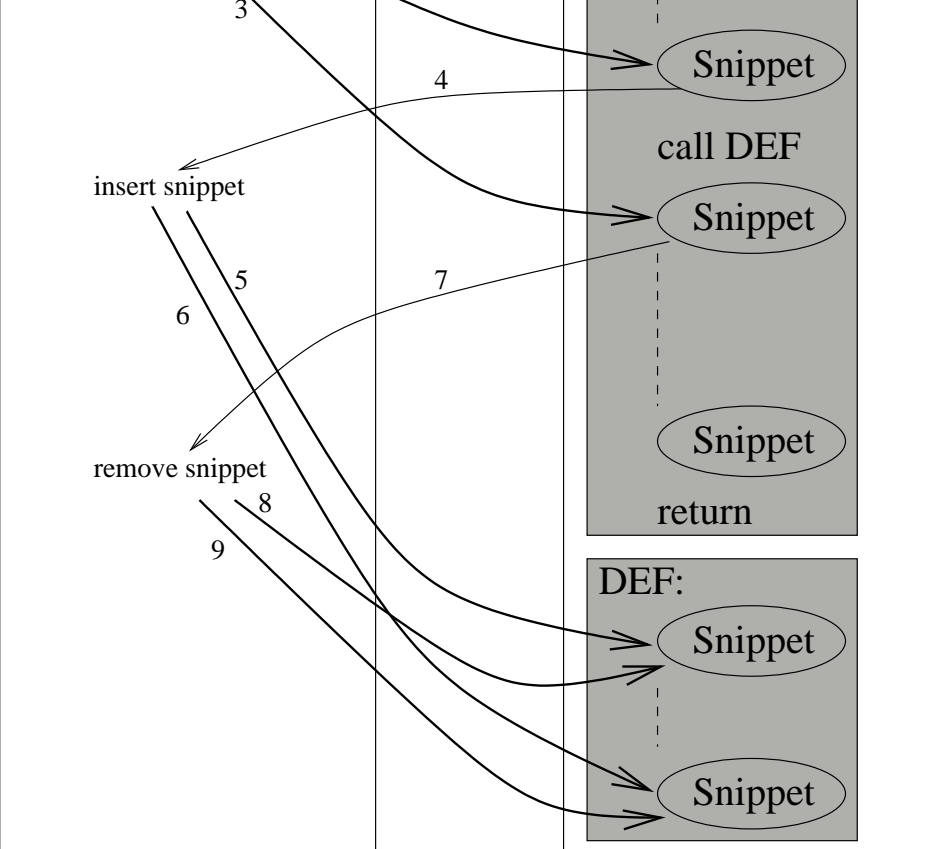 3
Snippet
4
call DEF
insert snippet
Snippet
5
7
6
Snippet
remove snippet
8
return
9
DEF:
Snippet
Snippet